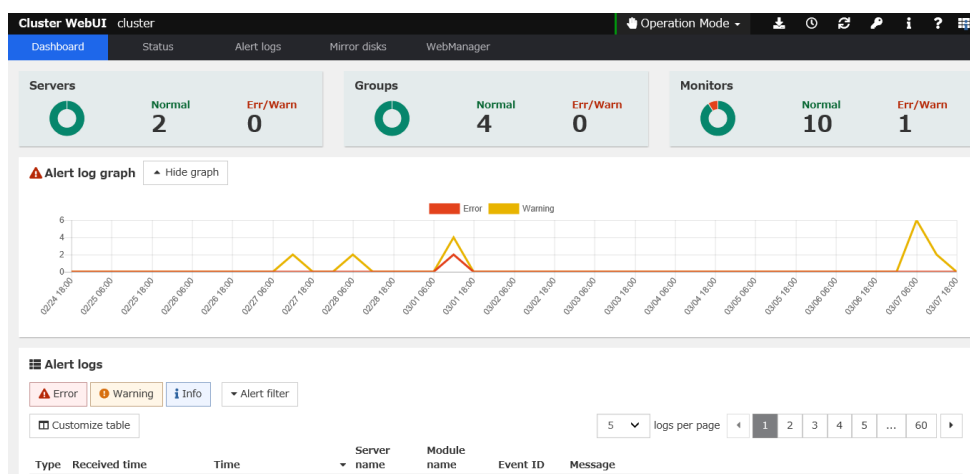 Cluster WebUI cluster Operation Mode
Dashboard Status Alert logs Mirror disks WebManager
Servers Groups Monitors
Normal Err/Warn Normal Err/Warn Normal Err/Warn
2 0 4 0 10 1
Alert log graph Hide graph
Error Warning
6
4
2
0
02/24 18:00 02/25 06:00 02/25 18:00 02/26 06:00 02/26 18:00 02/27 06:00 02/27 18:00 02/28 06:00 02/28 18:00 03/01 06:00 03/01 18:00 03/02 06:00 03/02 18:00 03/03 06:00 03/03 18:00 03/04 06:00 03/04 18:00 03/05 06:00 03/05 18:00 03/06 06:00 03/06 18:00 03/07 06:00 03/07 18:00
Alert logs
Error Warning Info Alert filter
Customize table 5 logs per page 1 2 3 4 5 ... 60
Type Received time Time Server name Module name Event ID Message